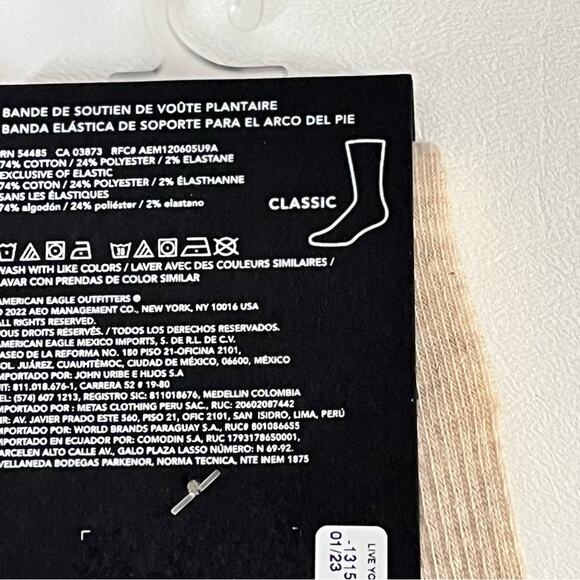 BANDE DE SOUTIEN DE VOÛTE PLANTAIRE
BANDA ELÁSTICA DE SOPORTE PARA EL ARCO DEL PIE
RN 54485 CA 03873 RFC# AEM120605U9A
74% COTTON / 24% POLYESTER / 2% ELASTANE
EXCLUSIVE OF ELASTIC
74% COTON / 24% POLYESTER / 2% ÉLASTHANNE
SANS LES ÉLASTIQUES
74% algodón / 24% poliéster / 2% elastano
CLASSIC
WASH WITH LIKE COLORS / LAVER AVEC DES COULEURS SIMILAIRES /
LAVAR CON PRENDAS DE COLOR SIMILAR
AMERICAN EAGLE OUTFITTERS ®
© 2022 AEO MANAGEMENT CO., NEW YORK, NY 10016 USA
ALL RIGHTS RESERVED.
TOUS DROITS RÉSERVÉS. / TODOS LOS DERECHOS RESERVADOS.
AMERICAN EAGLE MEXICO IMPORTS, S. DE R.L. DE C.V.
PASEO DE LA REFORMA NO. 180 PISO 21-OFICINA 2101,
COL. JUÁREZ, CUAUHTÉMOC, CIUDAD DE MÉXICO, 06600, MÉXICO
IMPORTADO POR: JOHN URIBE E HIJOS S.A
NIT: 811.018.676-1, CARRERA 52 # 19-80
TEL: (574) 607 1213, REGISTRO SIC: 811018676, MEDELLIN COLOMBIA
IMPORTADO POR : METAS CLOTHING PERU SAC., RUC: 20602087442
DIR: AV. JAVIER PRADO ESTE 560, PISO 21, OFIC 2101, SAN ISIDRO, LIMA, PERÚ
IMPORTADO POR: WORLD BRANDS PARAGUAY S.A., RUC# 801086655
IMPORTADO EN ECUADOR POR: COMODIN S.A, RUC 1793178650001,
MARCELEN ALTO CALLE AV., GALO PLAZA LASSO NÚMERO N 69-92.
AVELLANEDA BODEGAS PARKENOR, NORMA TECNICA, NTE INEM 1875
LIVE YO
-1315
01/23